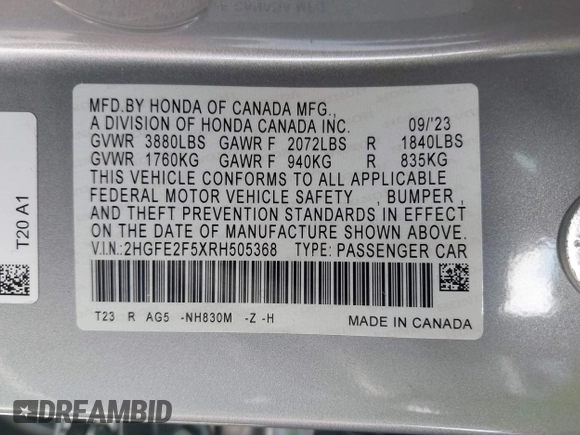 MFD.BY HONDA OF CANADA MFG.,
A DIVISION OF HONDA CANADA INC. 09/'23
GVWR 3880LBS GAWR F 2072LBS R 1840LBS
GVWR 1760KG GAWR F 940KG R 835KG
THIS VEHICLE CONFORMS TO ALL APPLICABLE
FEDERAL MOTOR VEHICLE SAFETY , BUMPER ,
AND THEFT PREVENTION STANDARDS IN EFFECT
ON THE DATE OF MANUFACTURE SHOWN ABOVE.
V.I.N.:2HGFE2F5XRH505368 TYPE: PASSENGER CAR
T23 R AG5 -NH830M -Z -H MADE IN CANADA
T20 A1
DREAMBID